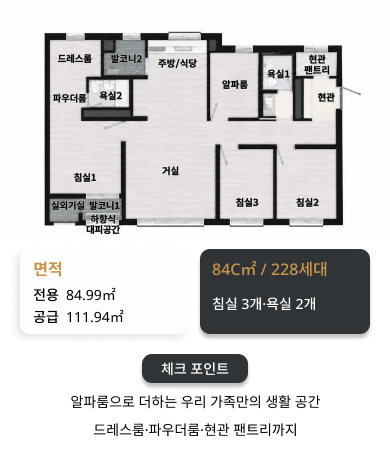 드레스룸
발코니2
주방/식당
현관
팬트리
알파룸
욕실1
파우더룸
욕실2
현관
침실1
거실
침실3
침실2
실외기실
발코니1
하향식
대피공간
면적
전용 84.99㎡
공급 111.94㎡
84C㎡ / 228세대
침실 3개·욕실 2개
체크 포인트
알파룸으로 더하는 우리 가족만의 생활 공간
드레스룸·파우더룸·현관 팬트리까지